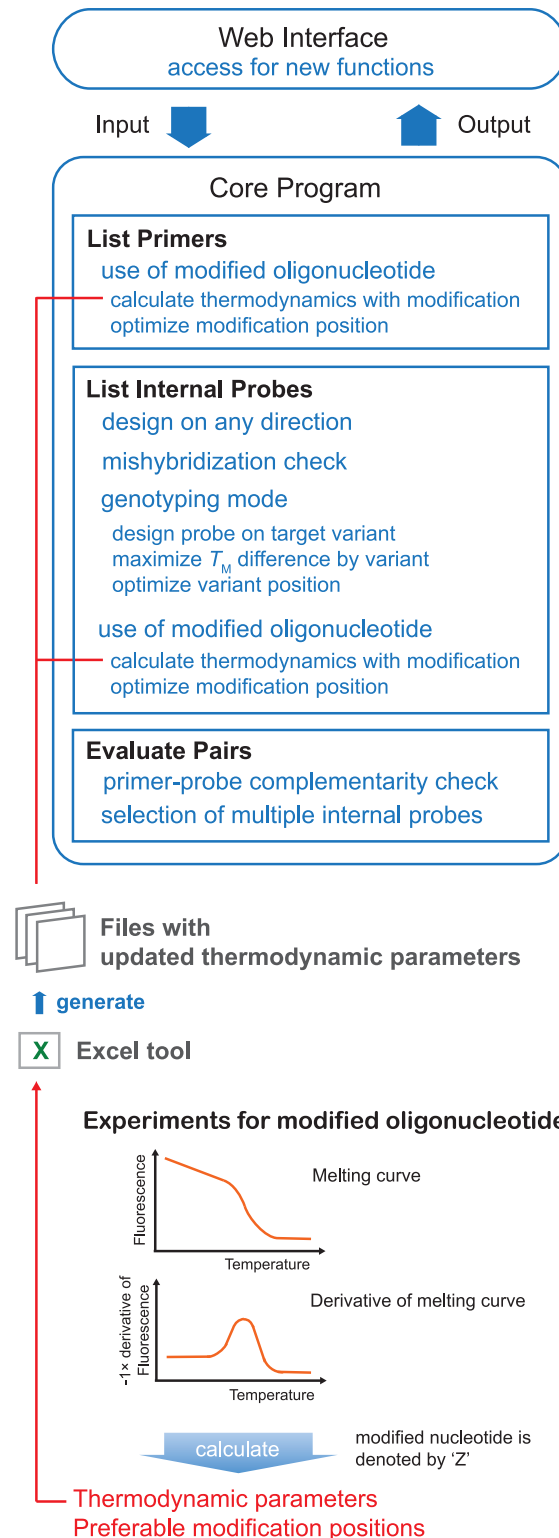 Web Interface
access for new functions
Input
Output
Core Program
List Primers
use of modified oligonucleotide
calculate thermodynamics with modification
optimize modification position
List Internal Probes
design on any direction
mishybridization check
genotyping mode
design probe on target variant
maximize TM difference by variant
optimize variant position
use of modified oligonucleotide
calculate thermodynamics with modification
optimize modification position
Evaluate Pairs
primer-probe complementarity check
selection of multiple internal probes
Files with
updated thermodynamic parameters
generate
X Excel tool
Experiments for modified oligonucleotide
Fluorescence
Melting curve
Temperature
-1× derivative of
Fluorescence
Derivative of melting curve
Temperature
calculate
modified nucleotide is
denoted by 'Z'
Thermodynamic parameters
Preferable modification positions